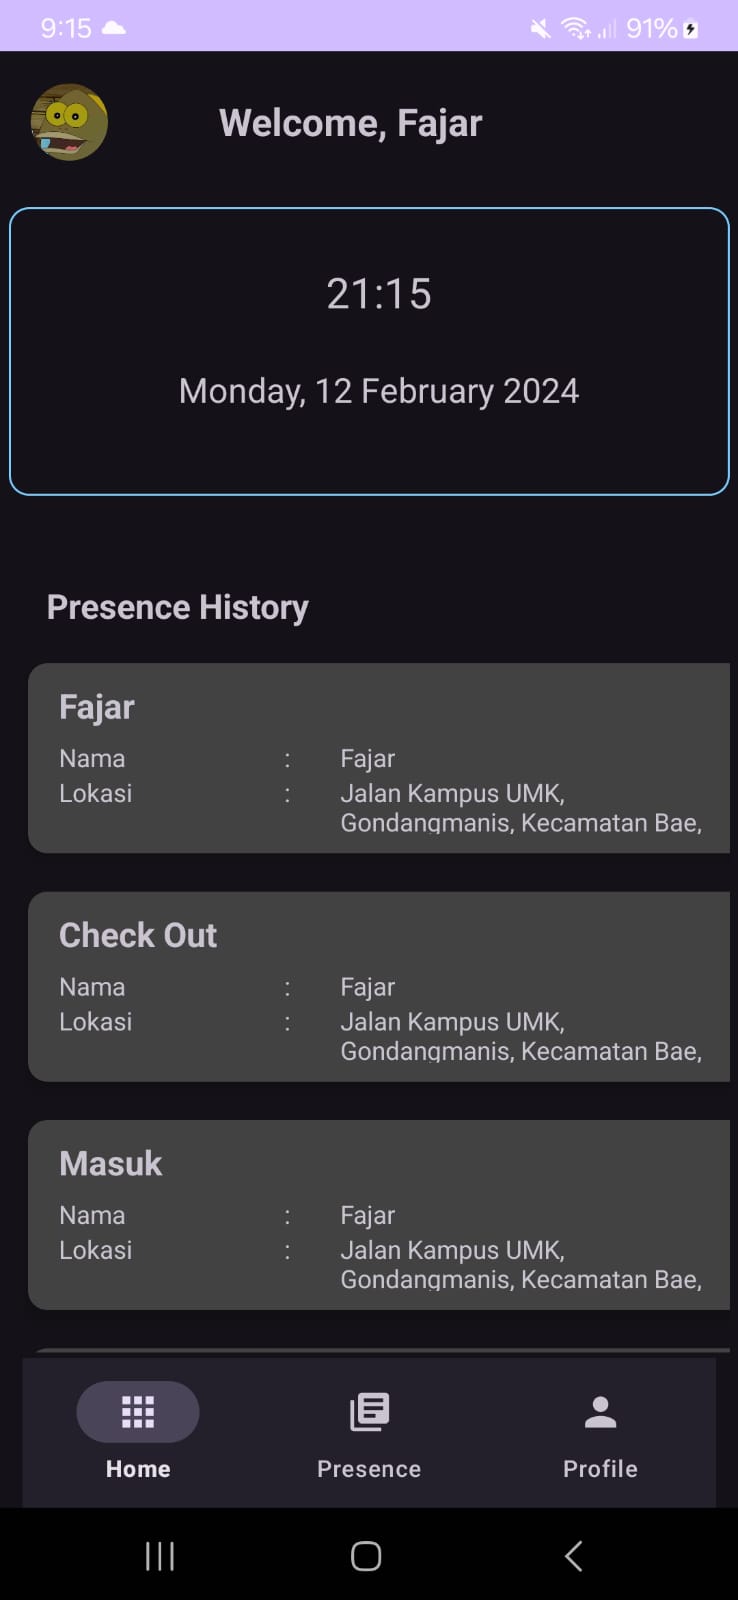 9:15
91%
Welcome, Fajar
21:15
Monday, 12 February 2024
Presence History
Fajar
Nama : Fajar
Lokasi : Jalan Kampus UMK,
Gondangmanis, Kecamatan Bae,
Check Out
Nama : Fajar
Lokasi : Jalan Kampus UMK,
Gondangmanis, Kecamatan Bae,
Masuk
Nama : Fajar
Lokasi : Jalan Kampus UMK,
Gondangmanis, Kecamatan Bae,
Home Presence Profile